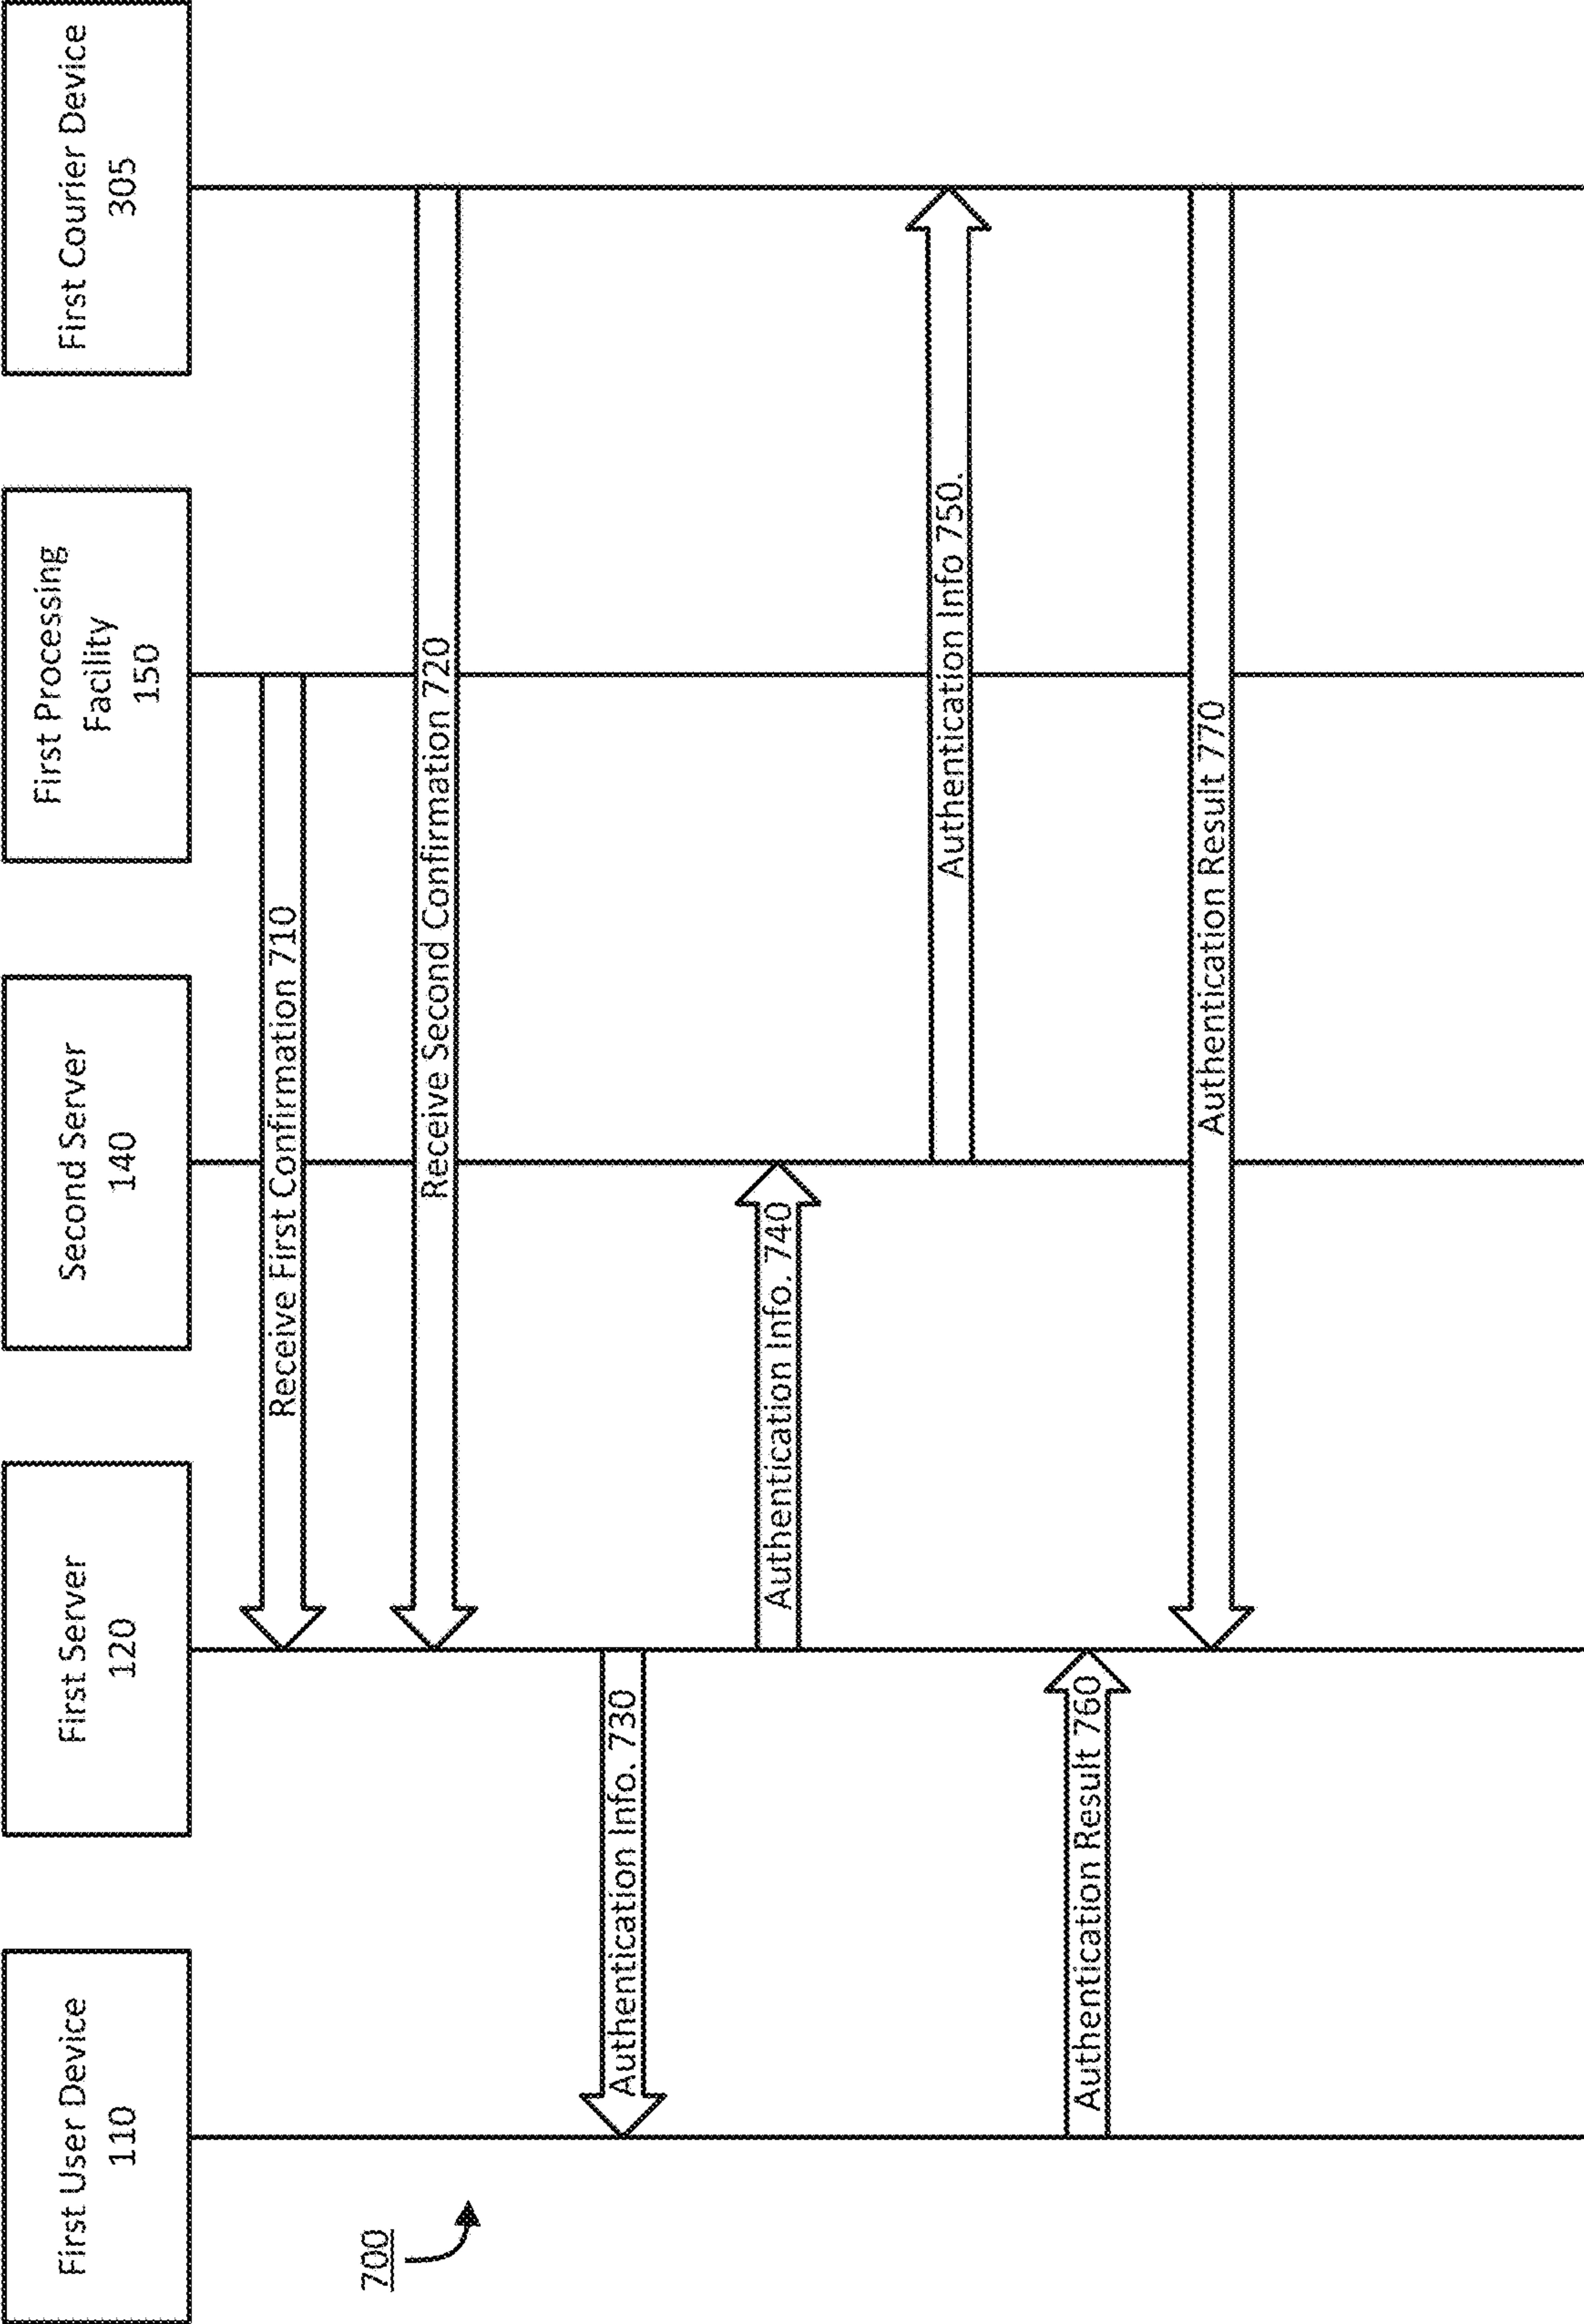 First User Device
110
First Server
120
Second Server
140
First Processing
Facility
150
First Courier Device
305
Receive First Confirmation 710
Receive Second Confirmation 720
Authentication Info. 730
Authentication Info. 740
Authentication Info 750.
Authentication Result 760
Authentication Result 770
700